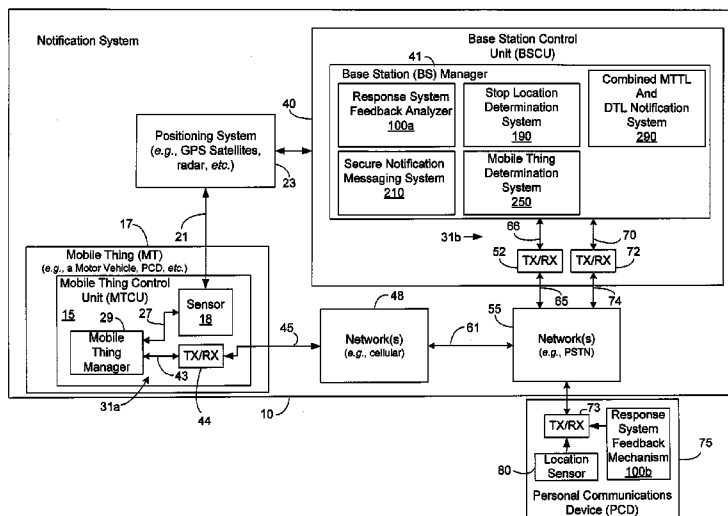 Notification System
Base Station Control
Unit (BSCU)
41
Base Station (BS) Manager
Response System
Feedback Analyzer
100a
Stop Location
Determination
System
190
Combined MTTL
And
DTL Notification
System
290
Secure Notification
Messaging System
210
Mobile Thing
Determination
System
250
40
Positioning System
(e.g., GPS Satellites,
radar, etc.)
23
17
21
66
70
31b
52
TX/RX
TX/RX
72
Mobile Thing (MT)
(e.g., a Motor Vehicle, PCD, etc.)
Mobile Thing Control
Unit (MTCU)
15
29
27
Sensor
18
Mobile
Thing
Manager
43
TX/RX
31a
44
45
48
Network(s)
(e.g., cellular)
61
55
65
74
Network(s)
(e.g., PSTN)
10
73
TX/RX
Response
System
Feedback
Mechanism
100b
75
80
Location
Sensor
Personal Communications
Device (PCD)